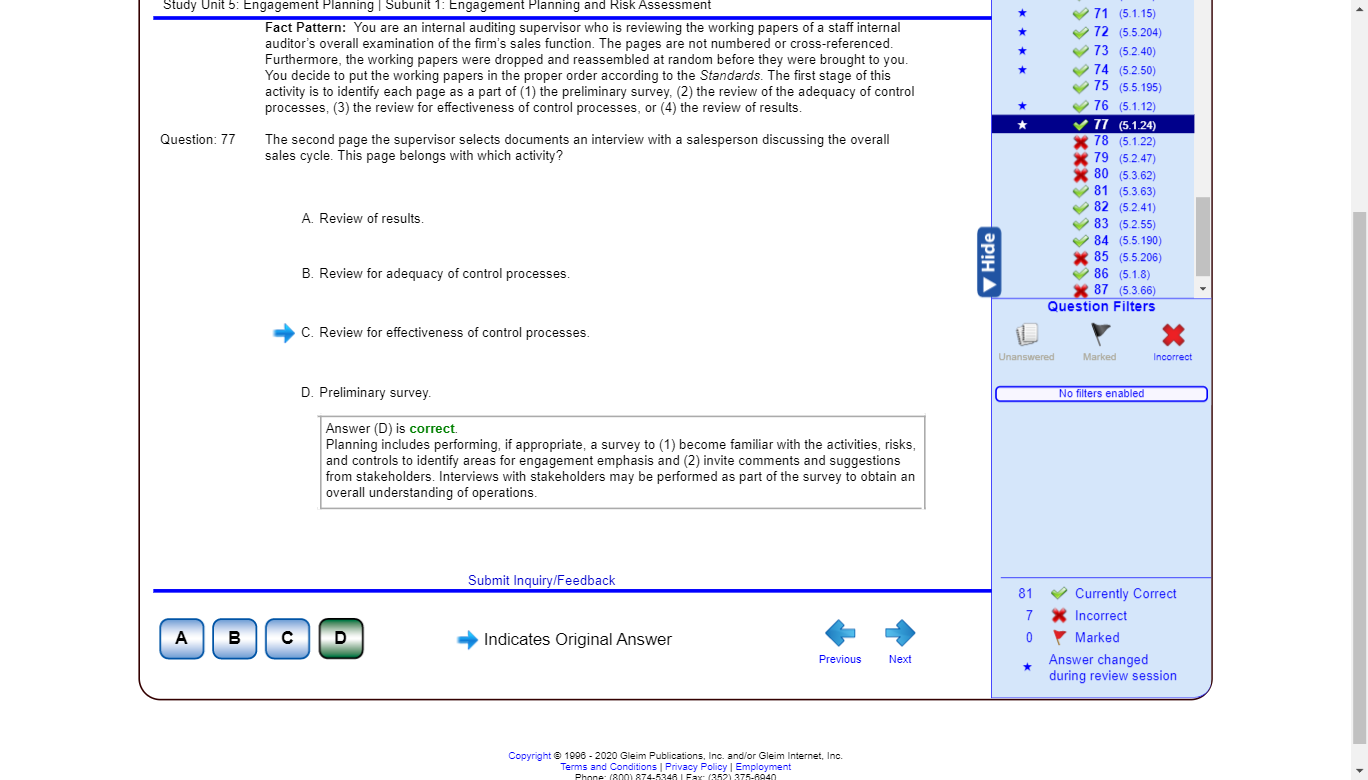 Study Unit 5: Engagement Planning | Subunit 1: Engagement Planning and Risk Assessment
Fact Pattern: You are an internal auditing supervisor who is reviewing the working papers of a staff internal
auditor's overall examination of the firm's sales function. The pages are not numbered or cross-referenced.
Furthermore, the working papers were dropped and reassembled at random before they were brought to you.
You decide to put the working papers in the proper order according to the Standards. The first stage of this
activity is to identify each page as a part of (1) the preliminary survey, (2) the review of the adequacy of control
processes, (3) the review for effectiveness of control processes, or (4) the review of results.
Question: 77 The second page the supervisor selects documents an interview with a salesperson discussing the overall
sales cycle. This page belongs with which activity?
A. Review of results.
B. Review for adequacy of control processes.
C. Review for effectiveness of control processes.
D. Preliminary survey.
Answer (D) is correct.
Planning includes performing, if appropriate, a survey to (1) become familiar with the activities, risks,
and controls to identify areas for engagement emphasis and (2) invite comments and suggestions
from stakeholders. Interviews with stakeholders may be performed as part of the survey to obtain an
overall understanding of operations.
Submit Inquiry/Feedback
A B C D
Indicates Original Answer
Previous Next
71 (5.1.15)
72 (5.5.204)
73 (5.2.40)
74 (5.2.50)
75 (5.5.195)
76 (5.1.12)
77 (5.1.24)
78 (5.1.22)
79 (5.2.47)
80 (5.3.62)
81 (5.3.63)
82 (5.2.41)
83 (5.2.55)
84 (5.5.190)
85 (5.5.206)
86 (5.1.8)
87 (5.3.66)
Hide
Question Filters
Unanswered Marked Incorrect
No filters enabled
81 Currently Correct
7 Incorrect
0 Marked
Answer changed
during review session
Copyright © 1996 - 2020 Gleim Publications, Inc. and/or Gleim Internet, Inc.
Terms and Conditions | Privacy Policy | Employment
Phone: (800) 874-5346 | Fax: (352) 375-6940